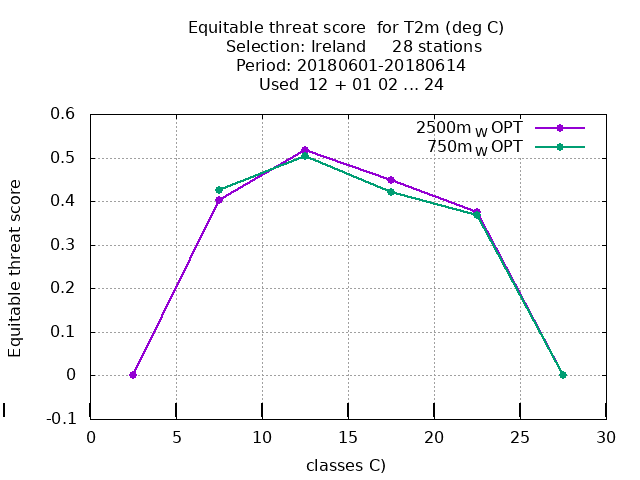 Equitable threat score for T2m (deg C)
Selection: Ireland 28 stations
Period: 20180601-20180614
Used 12 + 01 02 ... 24
2500m W OPT
750m W OPT
0.6
0.5
0.4
0.3
0.2
0.1
0
-0.1
Equitable threat score
0 5 10 15 20 25 30
classes C)